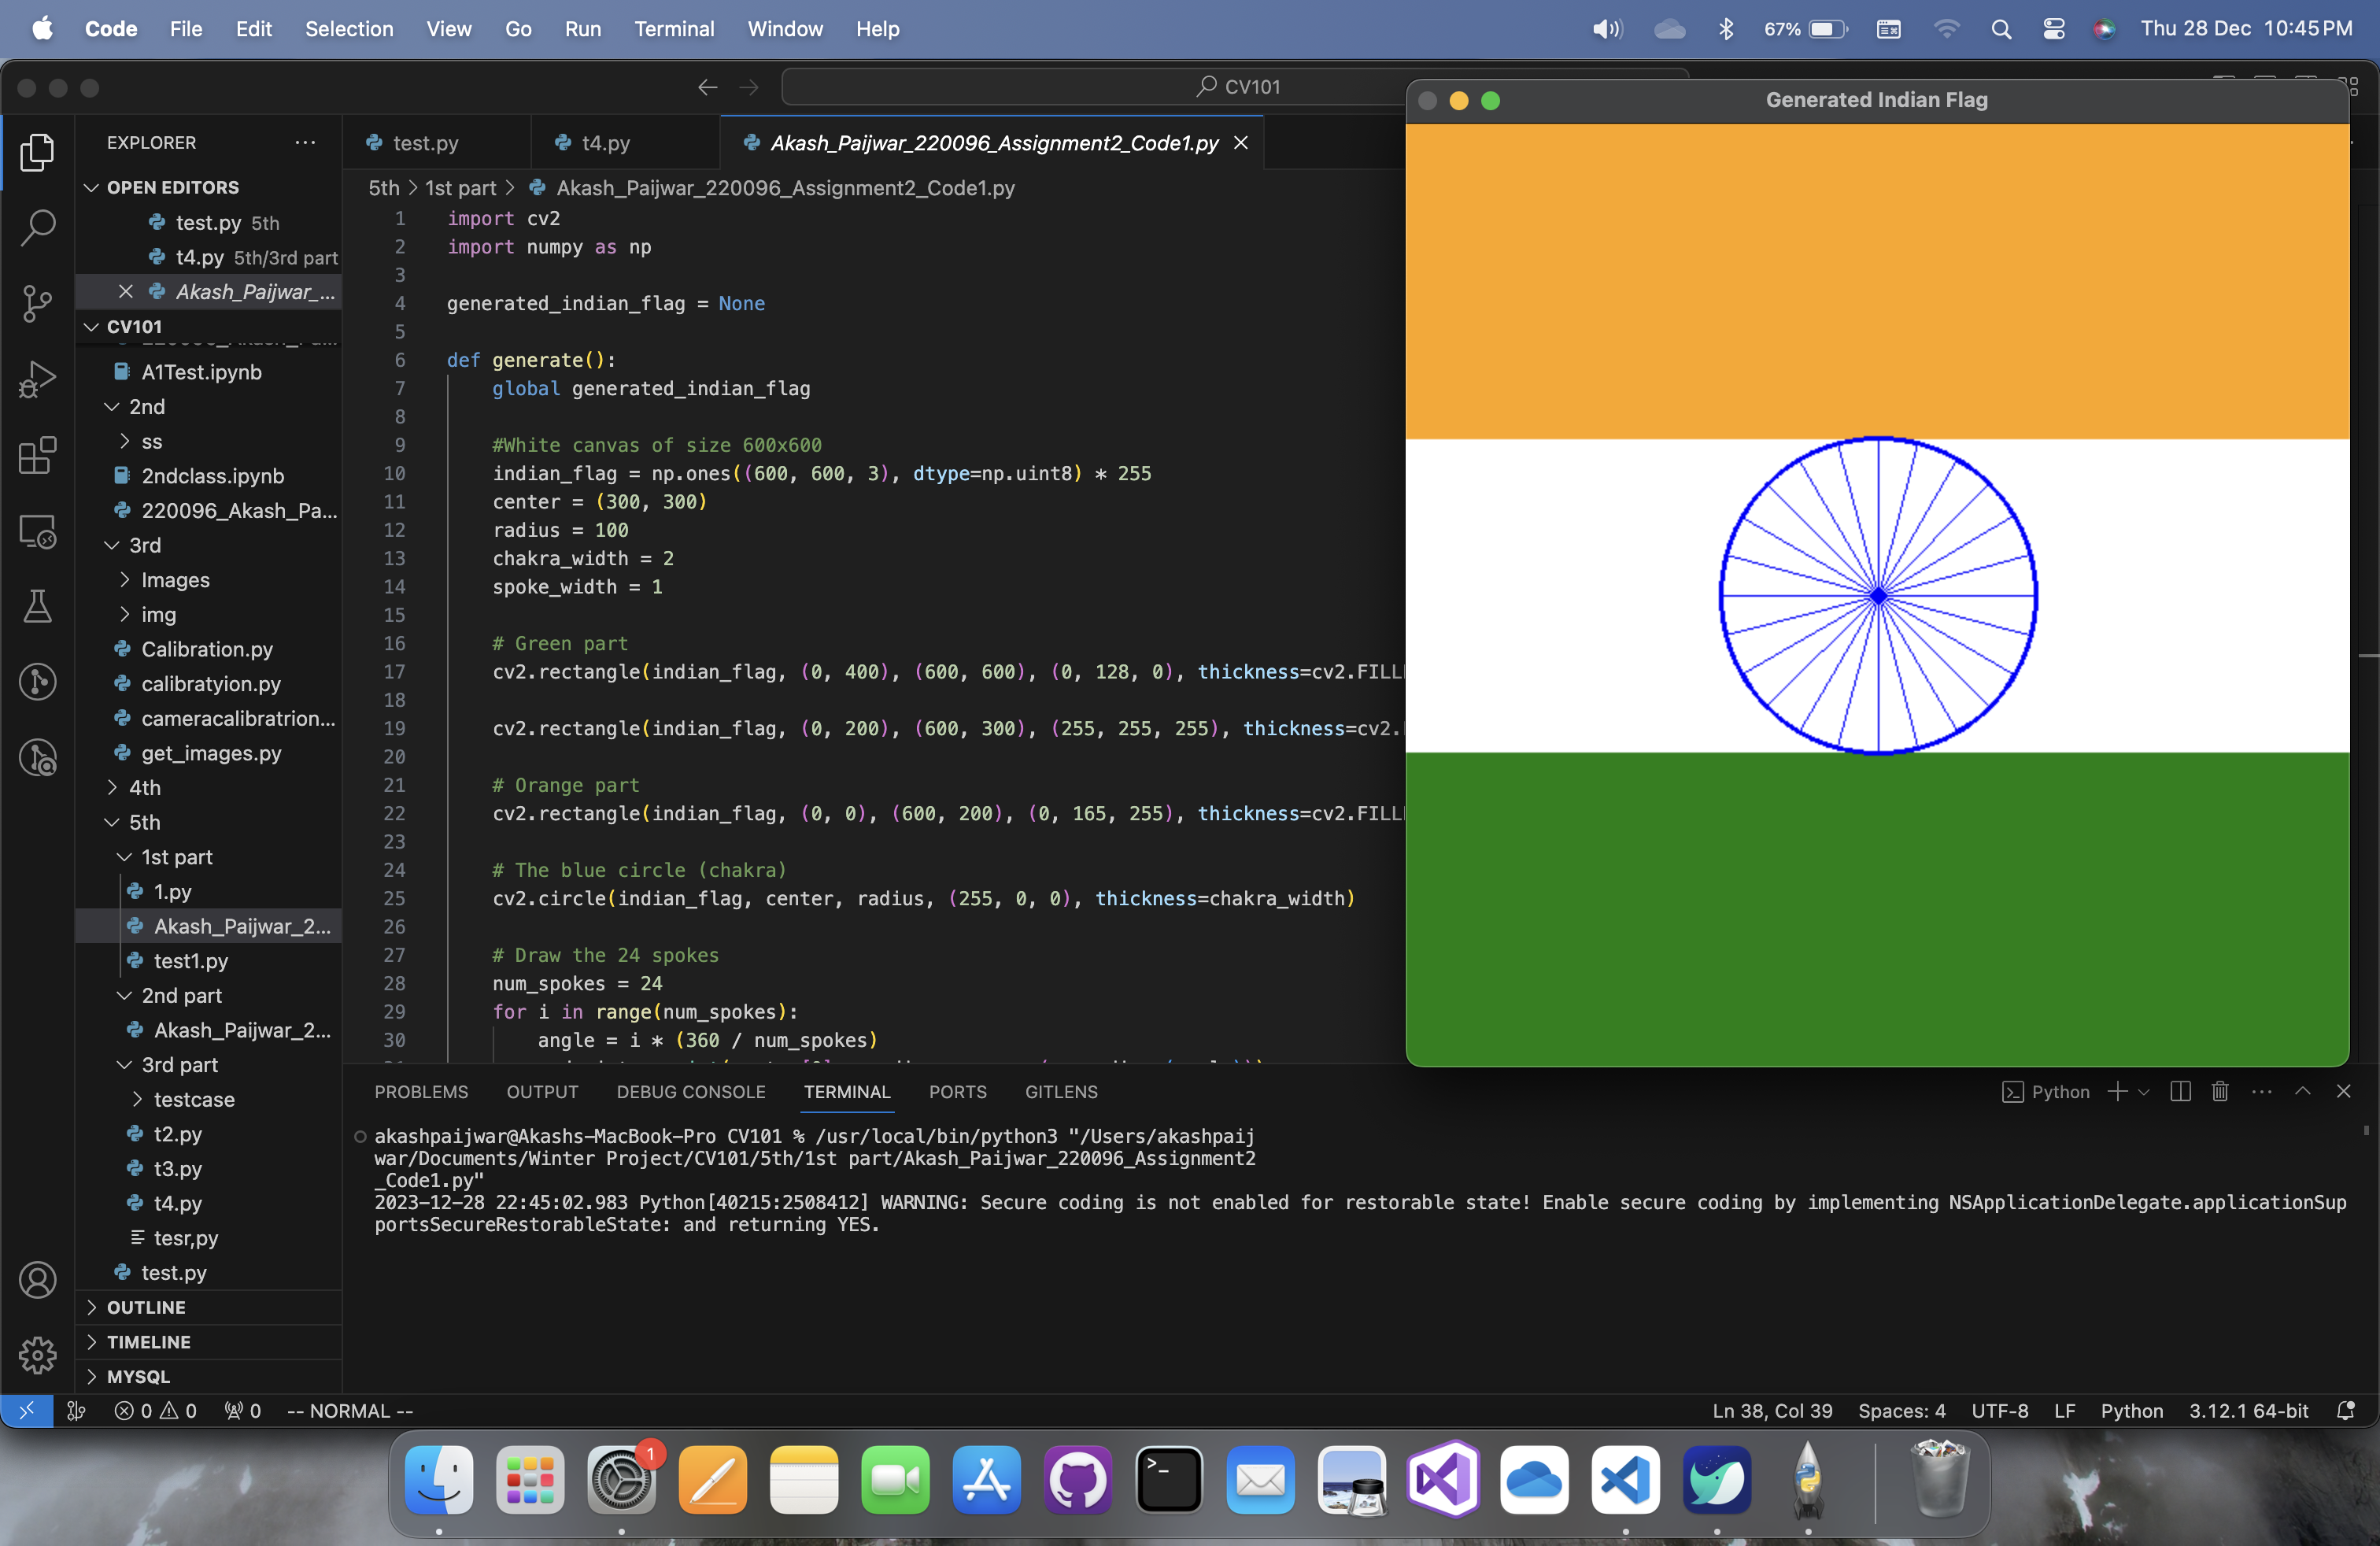 Code File Edit Selection View Go Run Terminal Window Help 67% Thu 28 Dec 10:45 PM
CV101
Generated Indian Flag
EXPLORER
test.py
t4.py
Akash_Paijwar_220096_Assignment2_Code1.py
OPEN EDITORS
test.py 5th
t4.py 5th/3rd part
Akash_Paijwar_...
CV101
A1Test.ipynb
2nd
ss
2ndclass.ipynb
220096_Akash_Pa...
3rd
Images
img
Calibration.py
calibratyion.py
cameracalibratrion...
get_images.py
4th
5th
1st part
1.py
Akash_Paijwar_2...
test1.py
2nd part
Akash_Paijwar_2...
3rd part
testcase
t2.py
t3.py
t4.py
tesr,py
test.py
OUTLINE
TIMELINE
MYSQL
5th > 1st part > Akash_Paijwar_220096_Assignment2_Code1.py
1 import cv2
2 import numpy as np
3
4 generated_indian_flag = None
5
6 def generate():
7 global generated_indian_flag
8
9 #White canvas of size 600x600
10 indian_flag = np.ones((600, 600, 3), dtype=np.uint8) * 255
11 center = (300, 300)
12 radius = 100
13 chakra_width = 2
14 spoke_width = 1
15
16 # Green part
17 cv2.rectangle(indian_flag, (0, 400), (600, 600), (0, 128, 0), thickness=cv2.FILL
18
19 cv2.rectangle(indian_flag, (0, 200), (600, 300), (255, 255, 255), thickness=cv2.
20
21 # Orange part
22 cv2.rectangle(indian_flag, (0, 0), (600, 200), (0, 165, 255), thickness=cv2.FILL
23
24 # The blue circle (chakra)
25 cv2.circle(indian_flag, center, radius, (255, 0, 0), thickness=chakra_width)
26
27 # Draw the 24 spokes
28 num_spokes = 24
29 for i in range(num_spokes):
30 angle = i * (360 / num_spokes)
PROBLEMS OUTPUT DEBUG CONSOLE TERMINAL PORTS GITLENS Python
akashpaijwar@Akashs-MacBook-Pro CV101 % /usr/local/bin/python3 "/Users/akashpaij
war/Documents/Winter Project/CV101/5th/1st part/Akash_Paijwar_220096_Assignment2
_Code1.py"
2023-12-28 22:45:02.983 Python[40215:2508412] WARNING: Secure coding is not enabled for restorable state! Enable secure coding by implementing NSApplicationDelegate.applicationSup
portsSecureRestorableState: and returning YES.
0 0 0 -- NORMAL -- Ln 38, Col 39 Spaces: 4 UTF-8 LF Python 3.12.1 64-bit
1